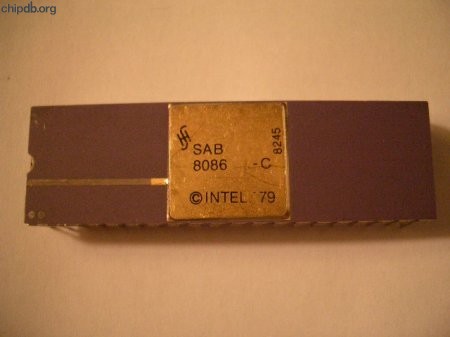 chipdb.org
SAB
8086 -C
8245
©INTEL '79